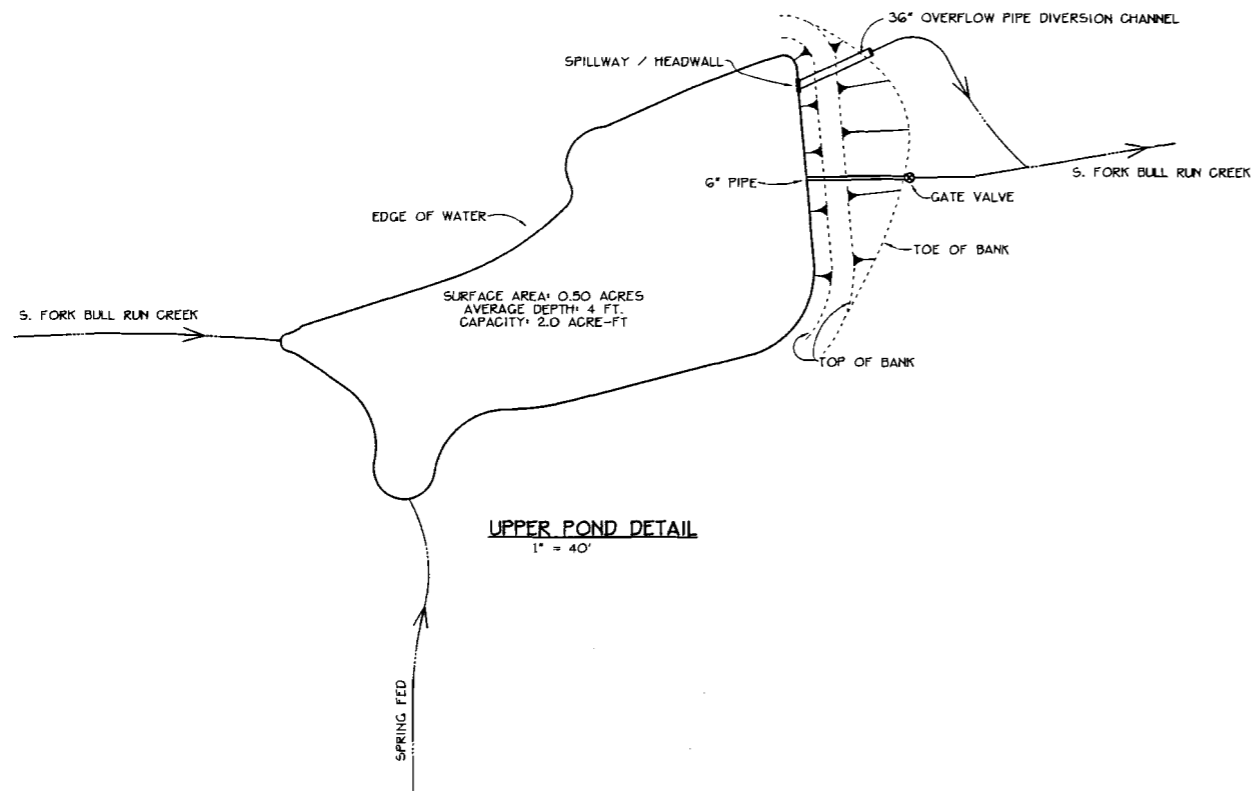 36" OVERFLOW PIPE DIVERSION CHANNEL
SPILLWAY / HEADWALL
S. FORK BULL RUN CREEK
6" PIPE
GATE VALVE
EDGE OF WATER
TOE OF BANK
SURFACE AREA: 0.50 ACRES
AVERAGE DEPTH: 4 FT.
CAPACITY: 2.0 ACRE-FT
S. FORK BULL RUN CREEK
TOP OF BANK
UPPER POND DETAIL
1" = 40'
SPRING FED